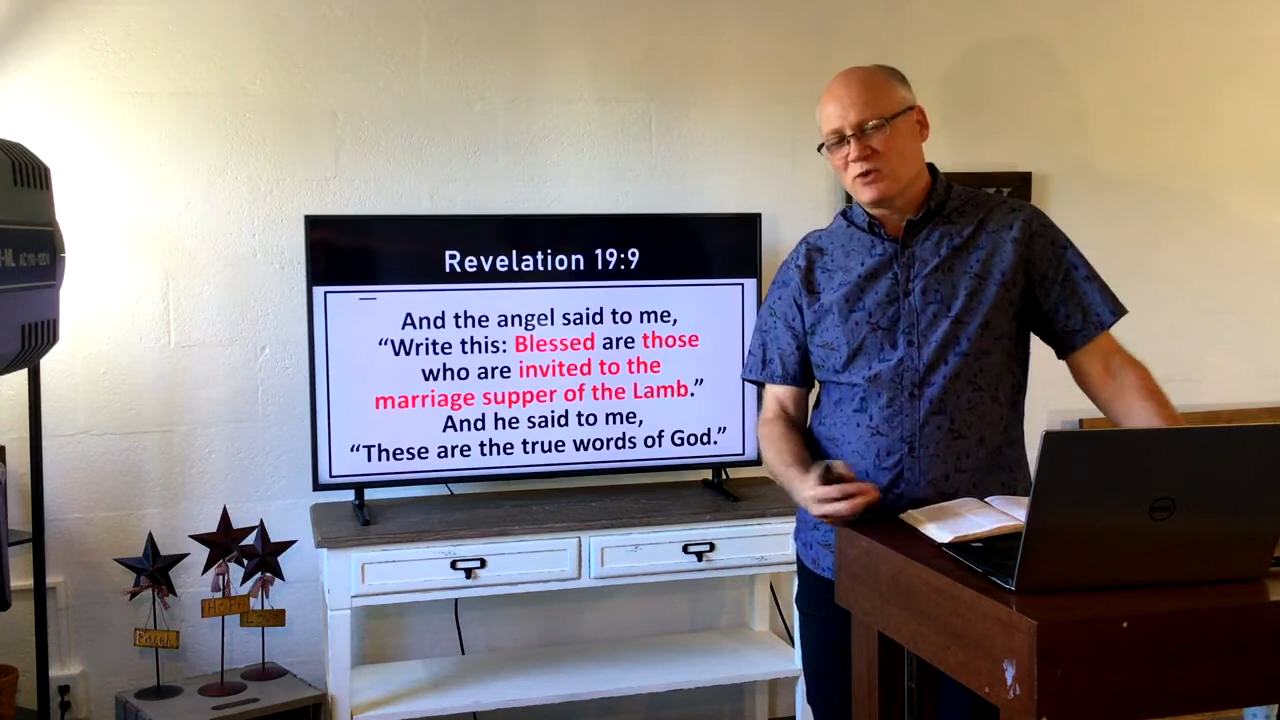 Revelation 19:9
And the angel said to me,
“Write this: Blessed are those
who are invited to the
marriage supper of the Lamb.”
And he said to me,
“These are the true words of God.”
Faith
Hope
Love
DELL